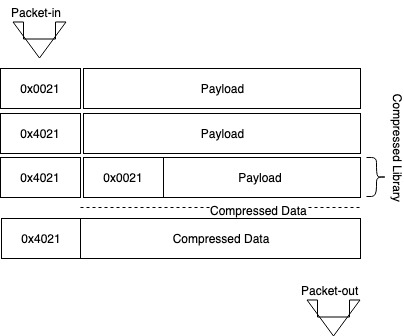 Packet-in
0x0021 Payload
0x4021 Payload
0x4021 0x0021 Payload
Compressed Library
Compressed Data
0x4021 Compressed Data
Packet-out